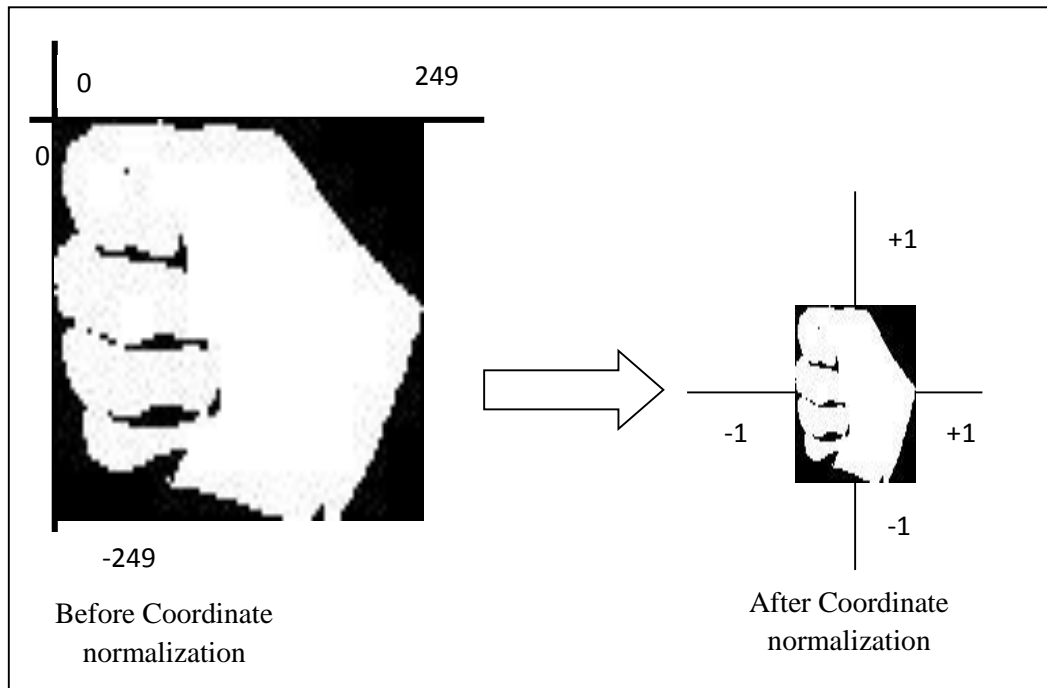 0
249
0
-249
Before Coordinate
normalization
+1
-1
+1
-1
After Coordinate
normalization